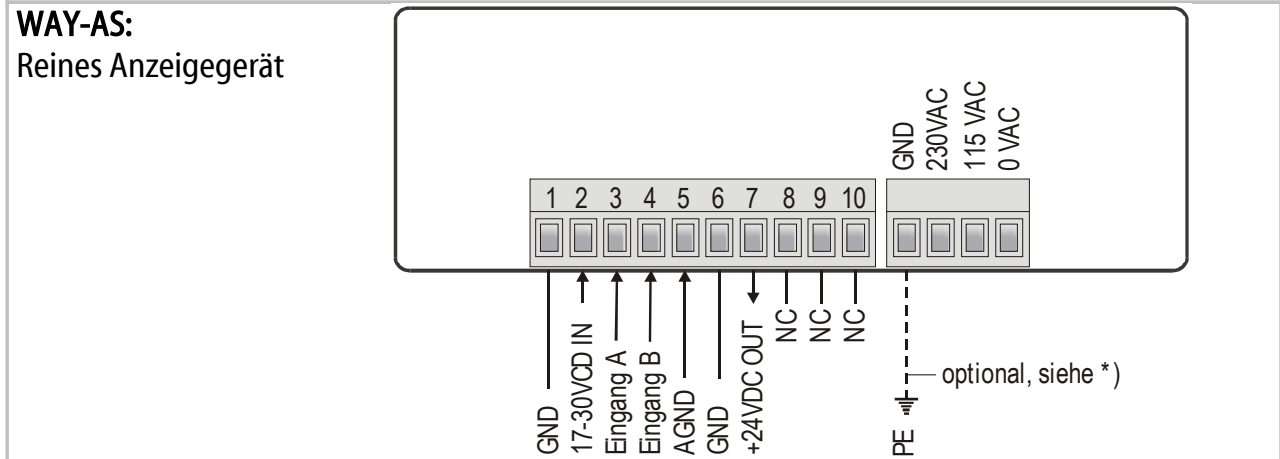 WAY-AS:
Reines Anzeigegerät
GND
230VAC
115 VAC
0 VAC
1 2 3 4 5 6 7 8 9 10
GND
17-30VCD IN
Eingang A
Eingang B
AGND
GND
+24VDC OUT
NC
NC
NC
optional, siehe *)
PE